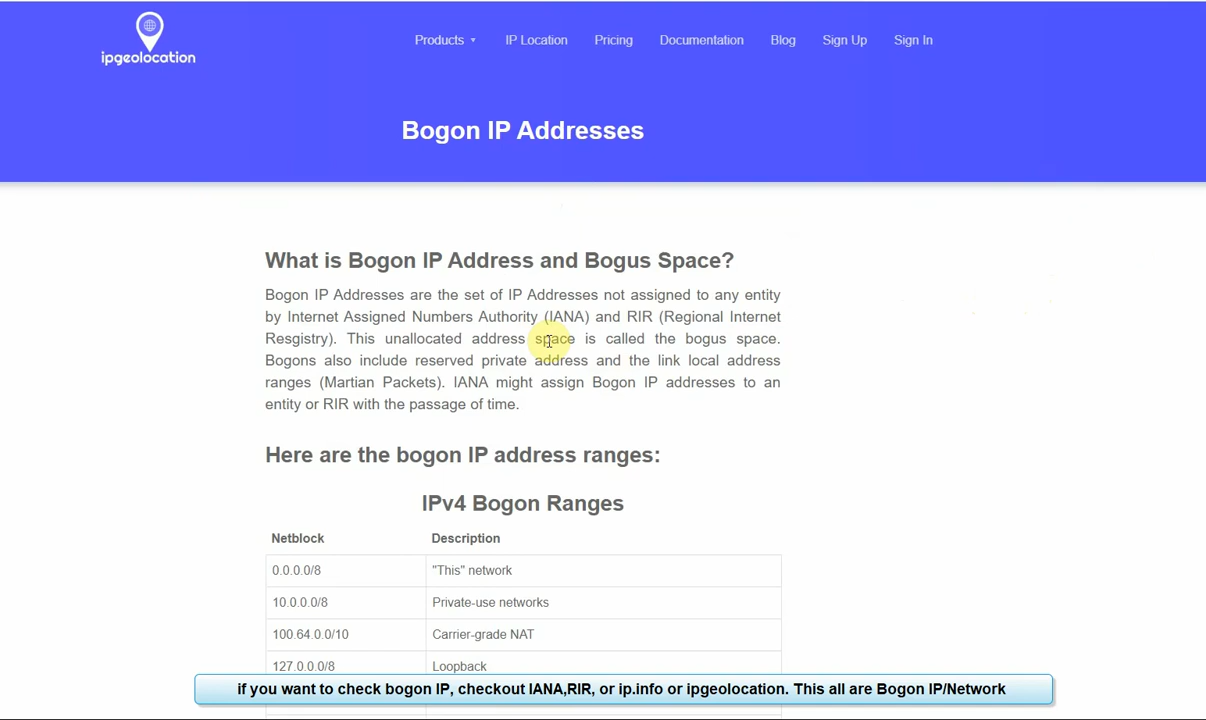 ipgeolocation
Products ▼ IP Location Pricing Documentation Blog Sign Up Sign In
Bogon IP Addresses
What is Bogon IP Address and Bogus Space?
Bogon IP Addresses are the set of IP Addresses not assigned to any entity
by Internet Assigned Numbers Authority (IANA) and RIR (Regional Internet
Resgistry). This unallocated address space is called the bogus space.
Bogons also include reserved private address and the link local address
ranges (Martian Packets). IANA might assign Bogon IP addresses to an
entity or RIR with the passage of time.
Here are the bogon IP address ranges:
IPv4 Bogon Ranges
Netblock Description
0.0.0.0/8 "This" network
10.0.0.0/8 Private-use networks
100.64.0.0/10 Carrier-grade NAT
127.0.0.0/8 Loopback
if you want to check bogon IP, checkout IANA,RIR, or ip.info or ipgeolocation. This all are Bogon IP/Network